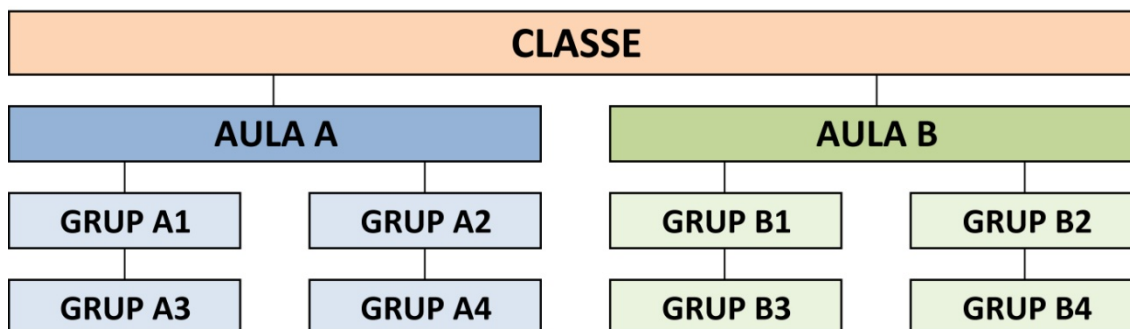 CLASSE
AULA A
AULA B
GRUP A1
GRUP A2
GRUP B1
GRUP B2
GRUP A3
GRUP A4
GRUP B3
GRUP B4